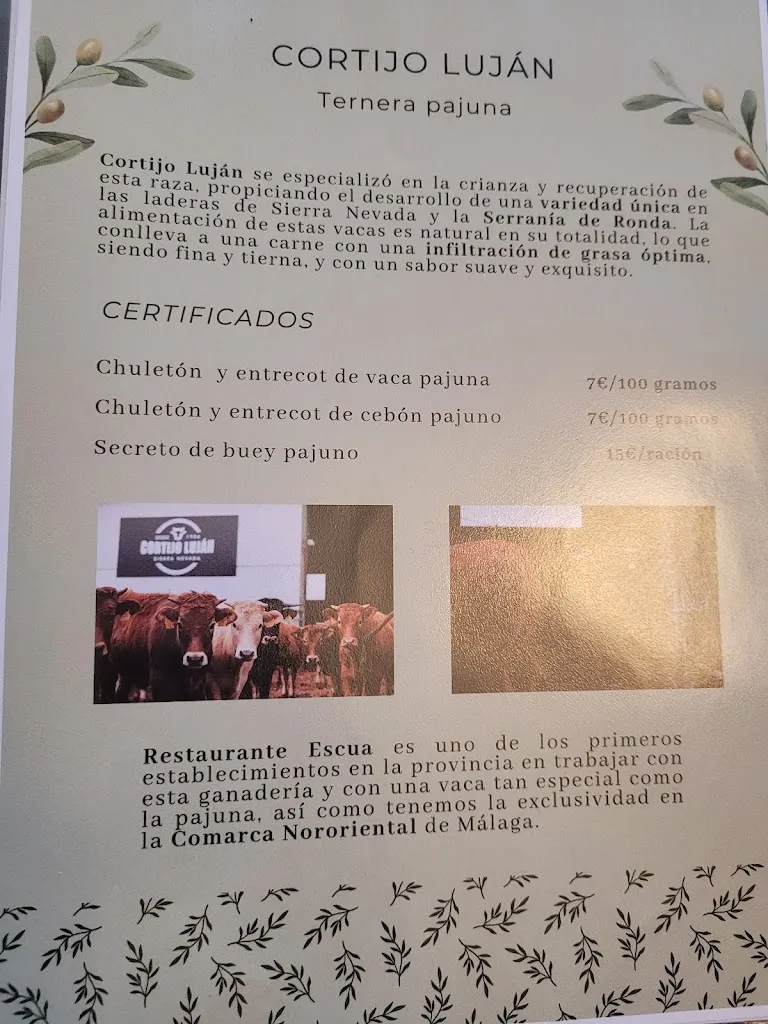 CORTIJO LUJÁN
Ternera pajuna
Cortijo Luján se especializó en la crianza y recuperación de
esta raza, propiciando el desarrollo de una variedad única en
las laderas de Sierra Nevada y la Serranía de Ronda. La
alimentación de estas vacas es natural en su totalidad, lo que
conlleva a una carne con una infiltración de grasa óptima,
siendo fina y tierna, y con un sabor suave y exquisito.
CERTIFICADOS
Chuletón y entrecot de vaca pajuna 7€/100 gramos
Chuletón y entrecot de cebón pajuno 7€/100 gramos
Secreto de buey pajuno 15€/ración
CORTIJO LUJÁN
SIERRA NEVADA
Restaurante Escua es uno de los primeros
establecimientos en la provincia en trabajar con
esta ganadería y con una vaca tan especial como
la pajuna, así como tenemos la exclusividad en
la Comarca Nororiental de Málaga.